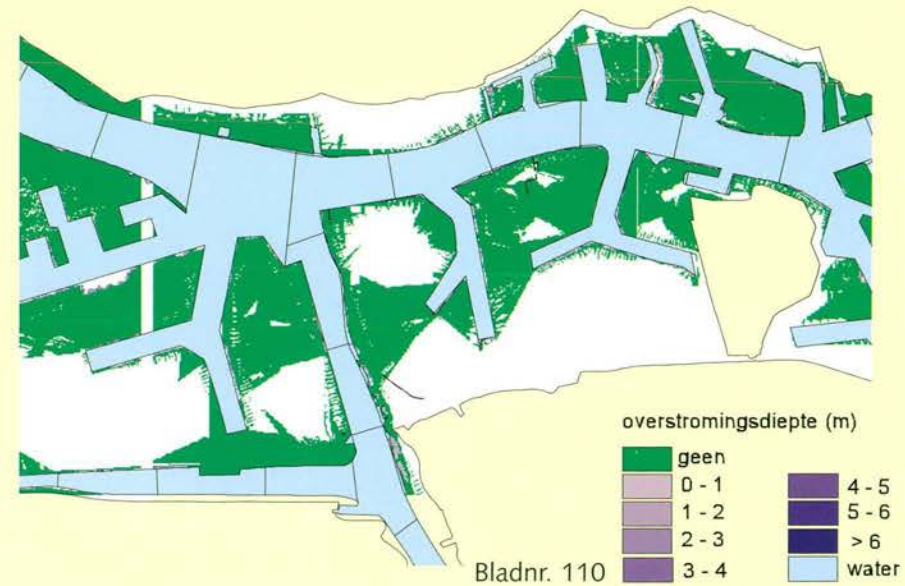 overstromingsdiepte (m)
geen
0 - 1
1 - 2
2 - 3
3 - 4
4 - 5
5 - 6
> 6
water
Bladnr. 110